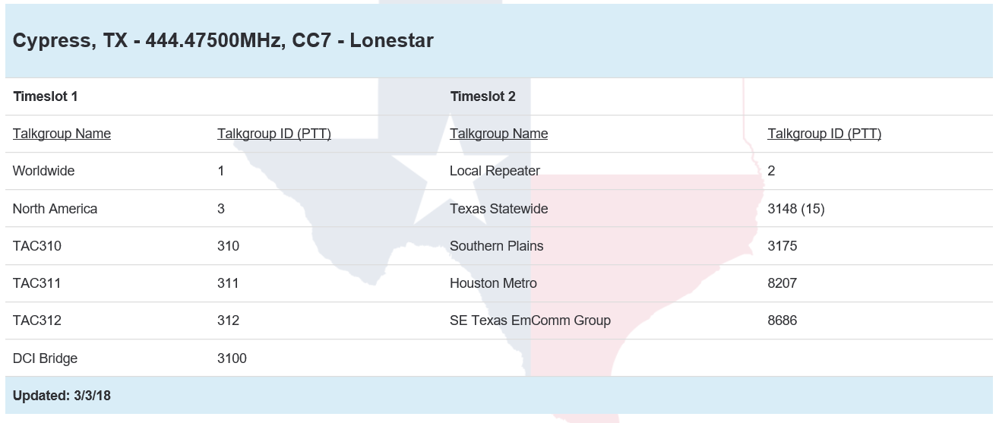 Cypress, TX - 444.47500MHz, CC7 - Lonestar
Timeslot 1 Timeslot 2
Talkgroup Name Talkgroup ID (PTT) Talkgroup Name Talkgroup ID (PTT)
Worldwide 1 Local Repeater 2
North America 3 Texas Statewide 3148 (15)
TAC310 310 Southern Plains 3175
TAC311 311 Houston Metro 8207
TAC312 312 SE Texas EmComm Group 8686
DCI Bridge 3100
Updated: 3/3/18